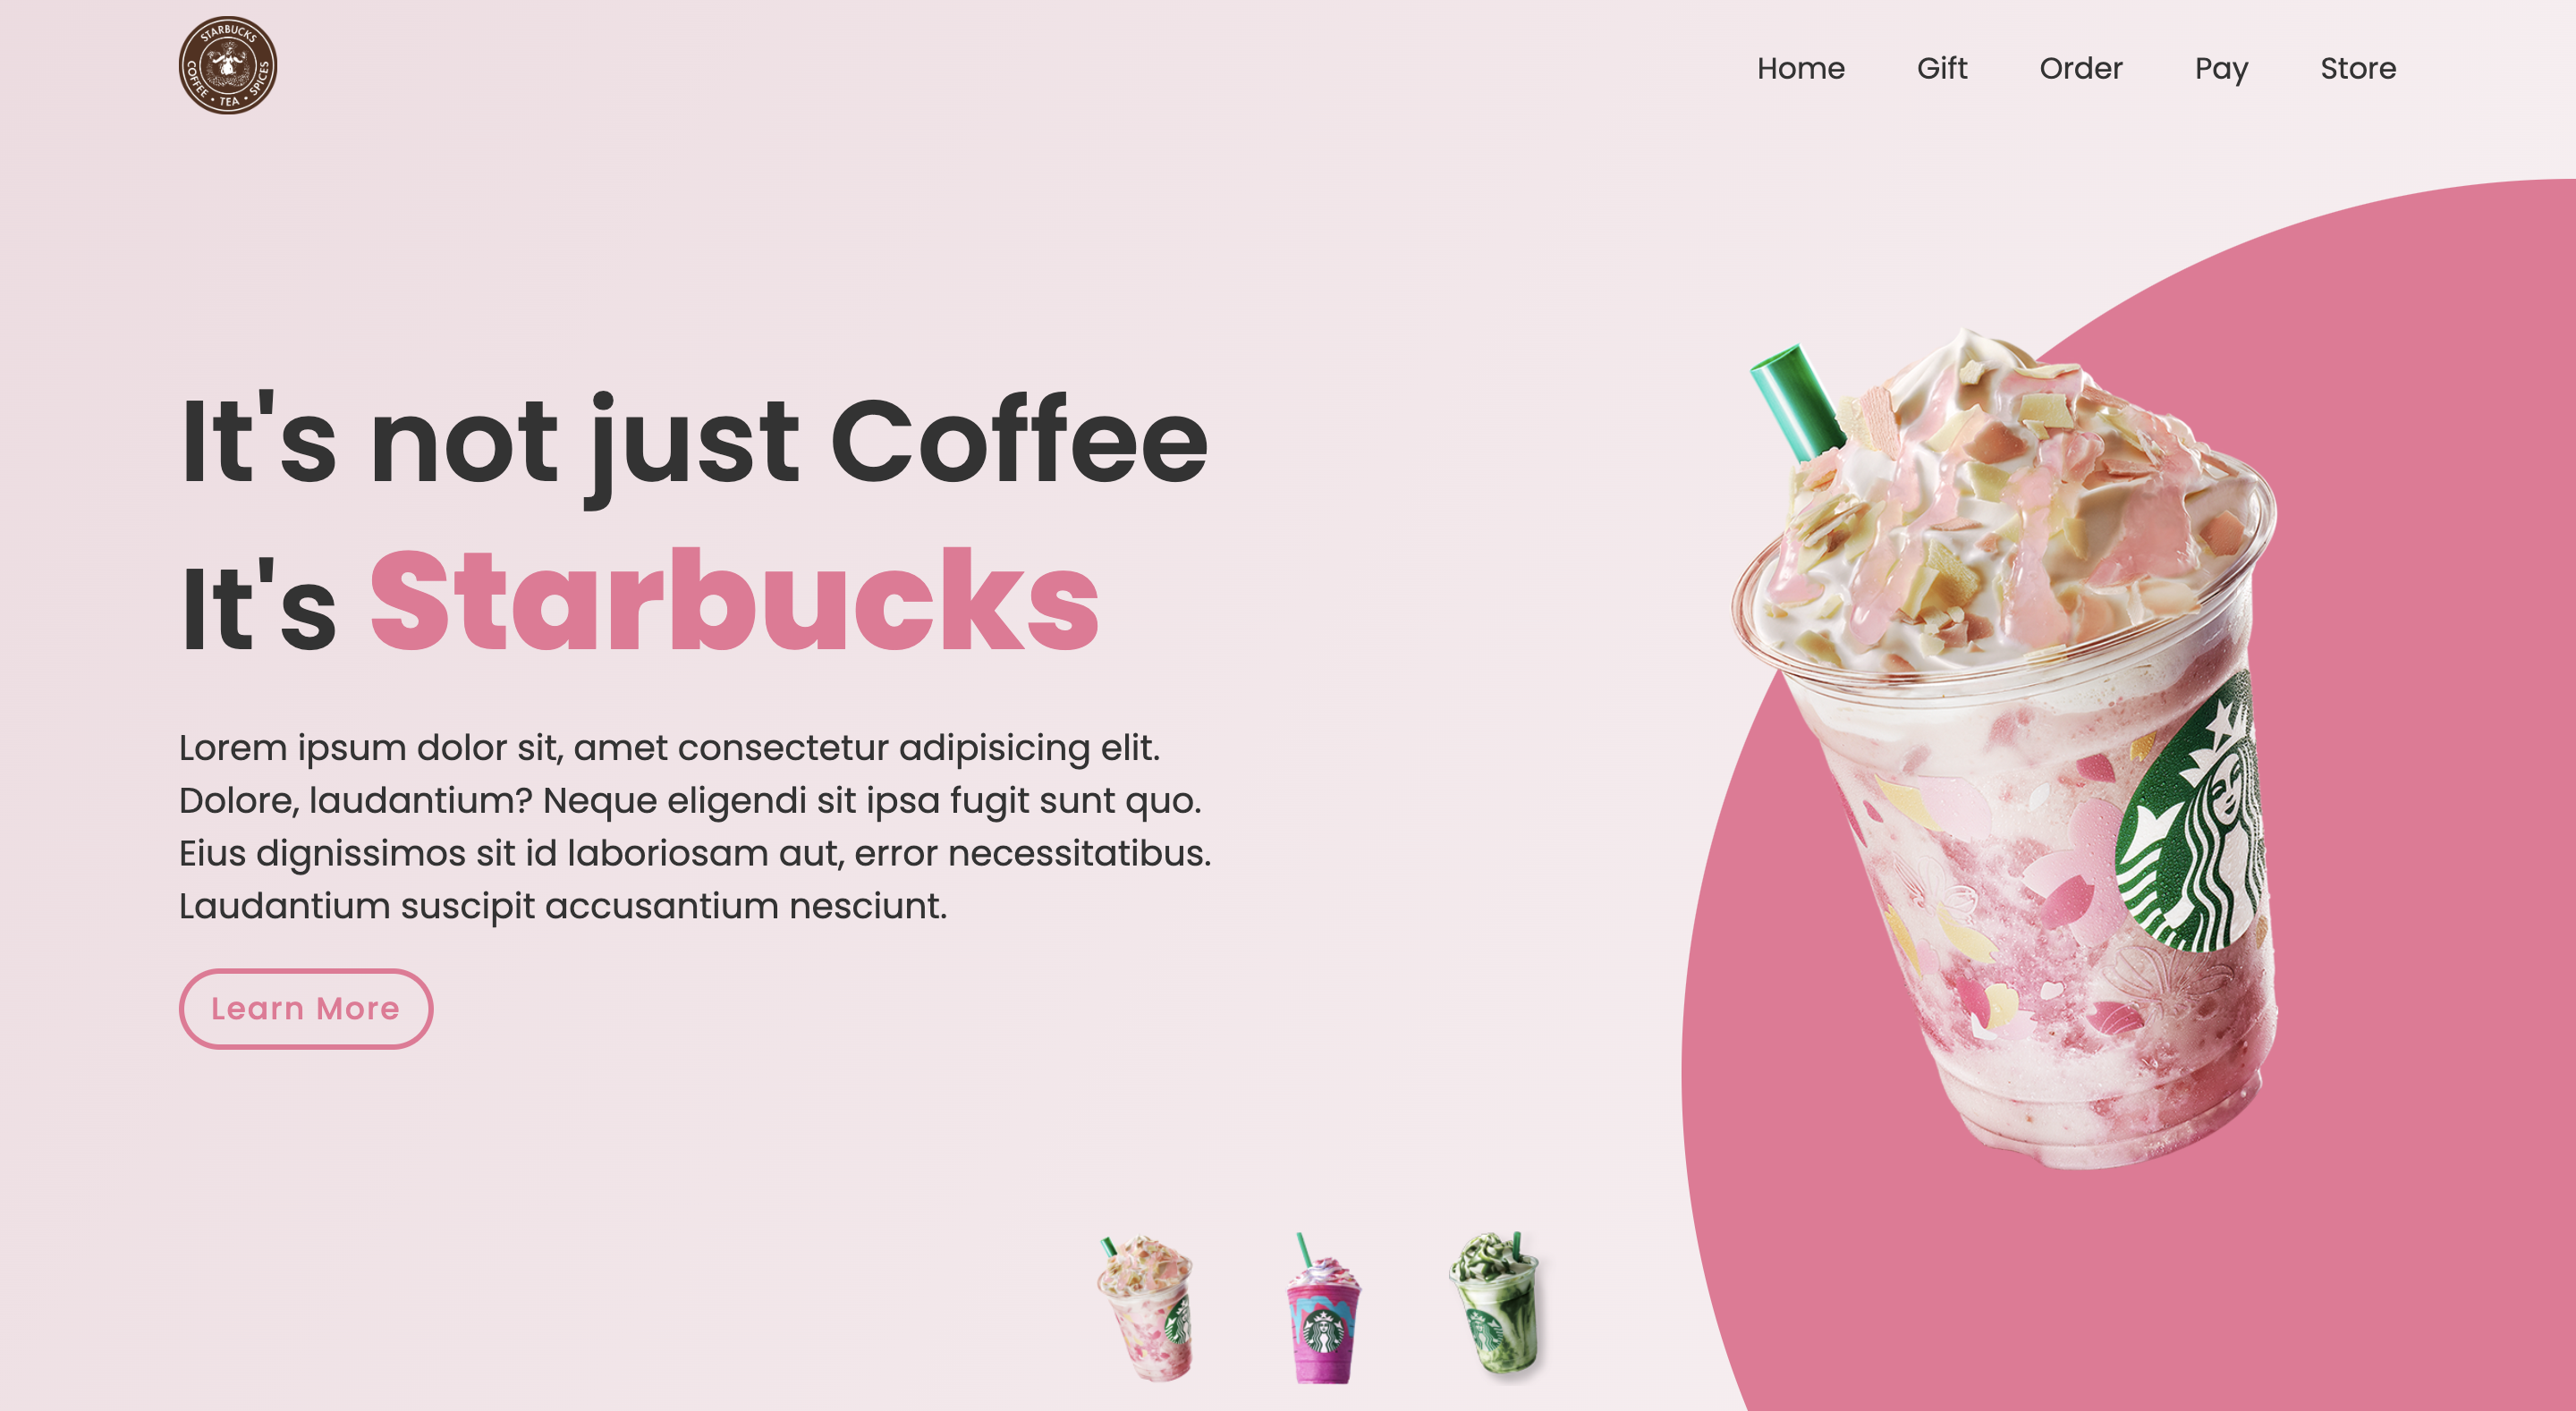 STARBUCKS
COFFEE • TEA • SPICES
Home Gift Order Pay Store
It's not just Coffee
It's Starbucks
Lorem ipsum dolor sit, amet consectetur adipisicing elit.
Dolore, laudantium? Neque eligendi sit ipsa fugit sunt quo.
Eius dignissimos sit id laboriosam aut, error necessitatibus.
Laudantium suscipit accusantium nesciunt.
Learn More